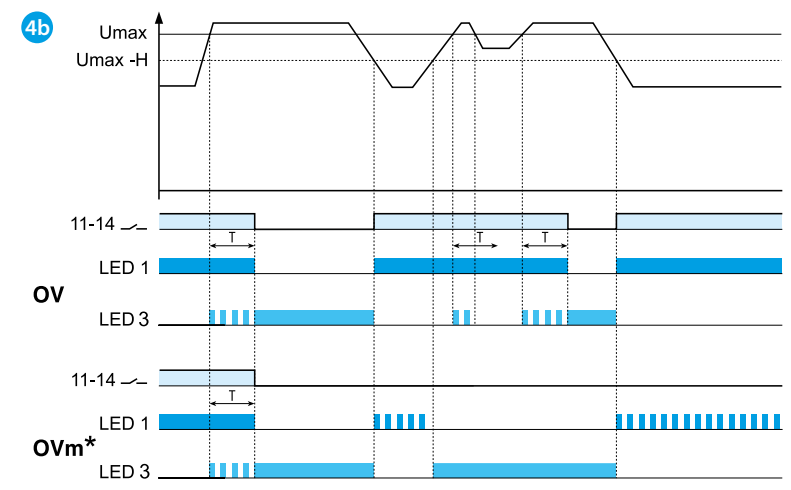 4b
Umax
Umax -H
11-14
T T T
LED 1
OV
LED 3
11-14
T
LED 1
OVm*
LED 3